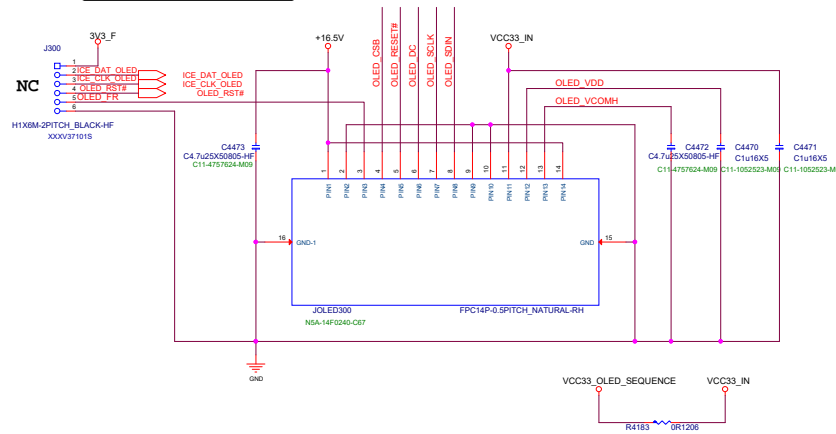 +16.5V
OLED_CSB
OLED_RESET#
OLED_DC
OLED_SCLK
OLED_SDIN
VCC33_IN
3V3_F
J300
NC
1
2
3
4
5
6
ICE_DAT_OLED
ICE_CLK_OLED
OLED_RST#
OLED_FR
ICE_DAT_OLED
ICE_CLK_OLED
OLED_RST#
H1X6M-2PITCH_BLACK-HF
XXXV37101S
OLED_VDD
OLED_VCOMH
C4473
C4.7u25X50805-HF
C11-4757624-M09
C4472
C4.7u25X50805-HF
C11-4757624-M09
C4470
C1u16X5
C11-1052523-M09
C4471
C1u16X5
C11-1052523-M
1 2 3 4 5 6 7 8 9 10 11 12 13 14
PIN1 PIN2 PIN3 PIN4 PIN5 PIN6 PIN7 PIN8 PIN9 PIN10 PIN11 PIN12 PIN13 PIN14
16
GND-1
GND
15
JOLED300
FPC14P-0.5PITCH_NATURAL-RH
N5A-14F0240-C67
GND
VCC33_OLED_SEQUENCE
VCC33_IN
R4183
0R1206